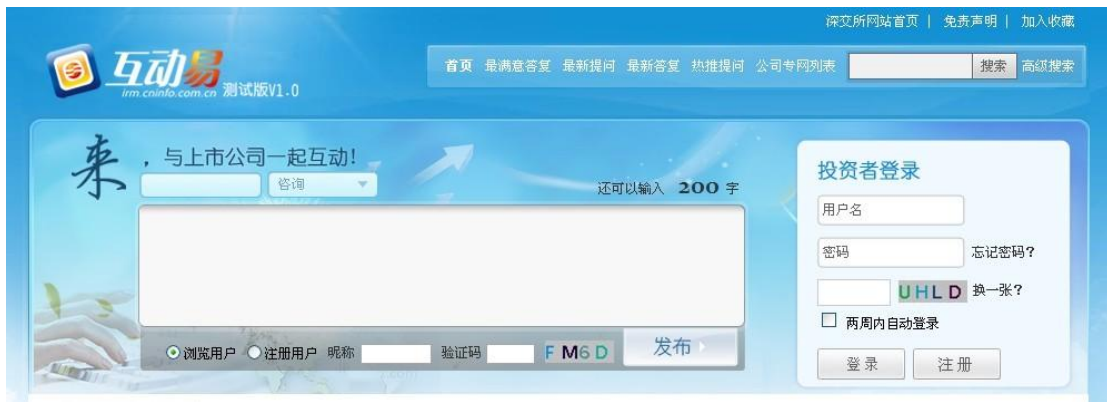 深交所网站首页 | 免责声明 | 加入收藏
互动易 测试版V1.0
irm.cninfo.com.cn
首页 最满意答复 最新提问 最新答复 热推提问 公司专网列表 搜索 高级搜索
来，与上市公司一起互动!
咨询
还可以输入 200 字
浏览用户 注册用户 昵称 验证码 FM6D 发布
投资者登录
用户名
密码 忘记密码?
UHLD 换一张?
两周内自动登录
登录 注册